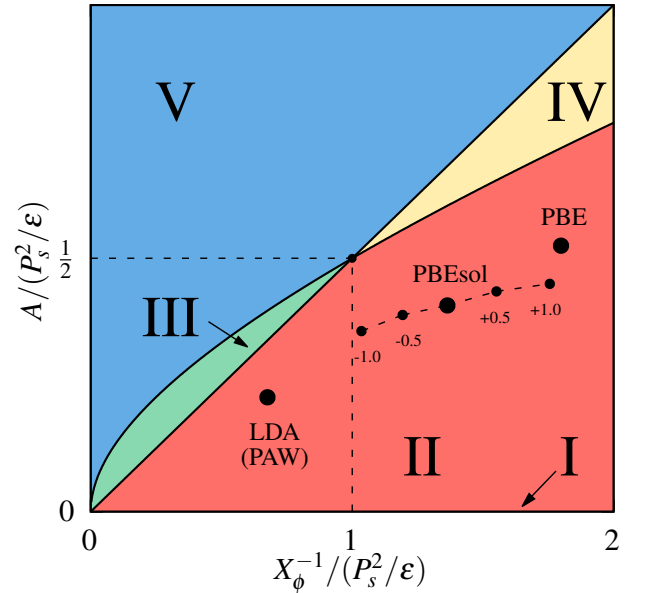 V
IV
III
II
I
PBE
PBEsol
-1.0
-0.5
+0.5
+1.0
LDA
(PAW)
A/(P_s^2/ε)
1/2
0
0
1
2
X_ϕ^{-1}/(P_s^2/ε)